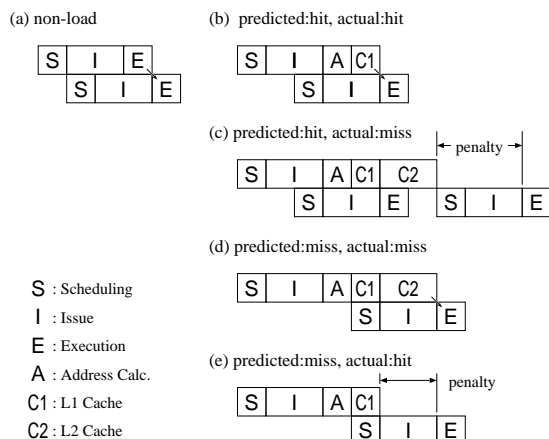 (a) non-load
S I E
S I E
(b) predicted:hit, actual:hit
S I A C1
S I E
(c) predicted:hit, actual:miss
penalty
S I A C1 C2
S I E S I E
(d) predicted:miss, actual:miss
S I A C1 C2
S I E
(e) predicted:miss, actual:hit
penalty
S I A C1
S I E
S : Scheduling
I : Issue
E : Execution
A : Address Calc.
C1 : L1 Cache
C2 : L2 Cache